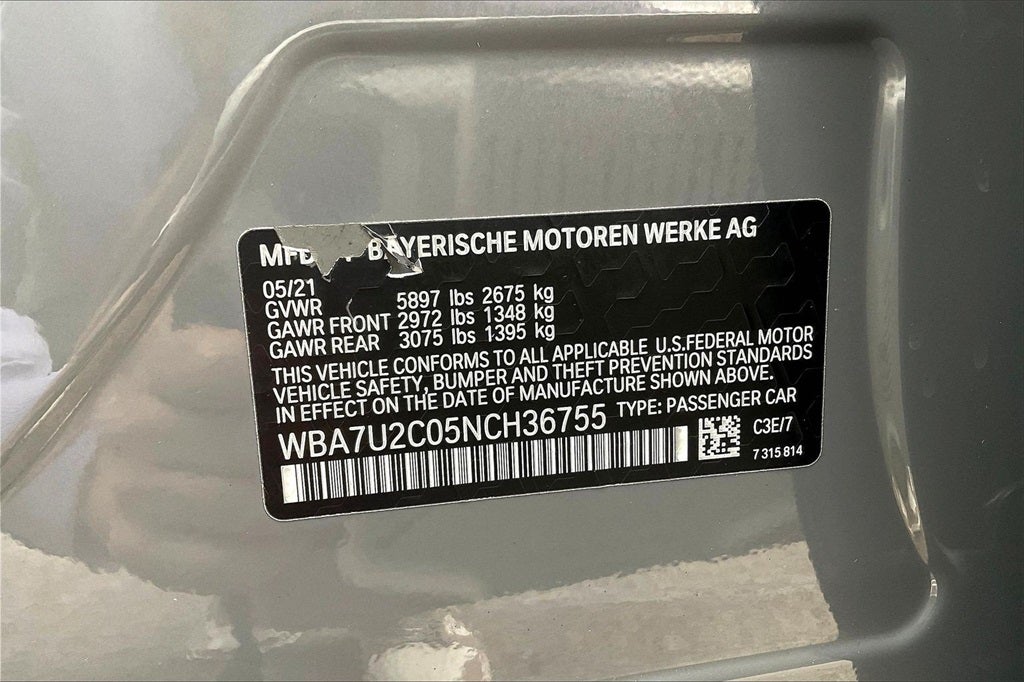 MFD BAYERISCHE MOTOREN WERKE AG
05/21
GVWR 5897 lbs 2675 kg
GAWR FRONT 2972 lbs 1348 kg
GAWR REAR 3075 lbs 1395 kg
THIS VEHICLE CONFORMS TO ALL APPLICABLE U.S.FEDERAL MOTOR
VEHICLE SAFETY, BUMPER AND THEFT PREVENTION STANDARDS
IN EFFECT ON THE DATE OF MANUFACTURE SHOWN ABOVE.
WBA7U2C05NCH36755 TYPE: PASSENGER CAR
C3E/7
7 315 814